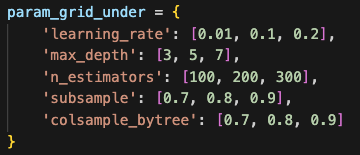 param_grid_under = {
    'learning_rate': [0.01, 0.1, 0.2],
    'max_depth': [3, 5, 7],
    'n_estimators': [100, 200, 300],
    'subsample': [0.7, 0.8, 0.9],
    'colsample_bytree': [0.7, 0.8, 0.9]
}